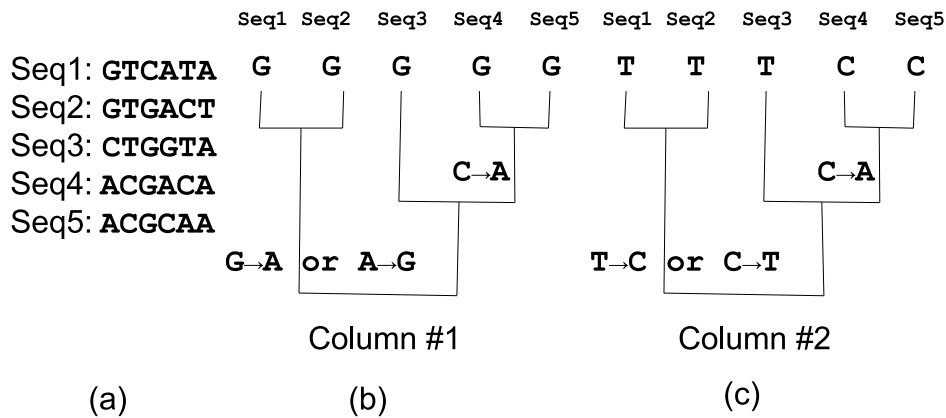 Seq1 Seq2 Seq3 Seq4 Seq5 Seq1 Seq2 Seq3 Seq4 Seq5
Seq1: GTCATA G G G G G T T T C C
Seq2: GTGACT
Seq3: CTGGTA
Seq4: ACGACA C→A C→A
Seq5: ACGCAA
G→A or A→G T→C or C→T
Column #1 Column #2
(a) (b) (c)